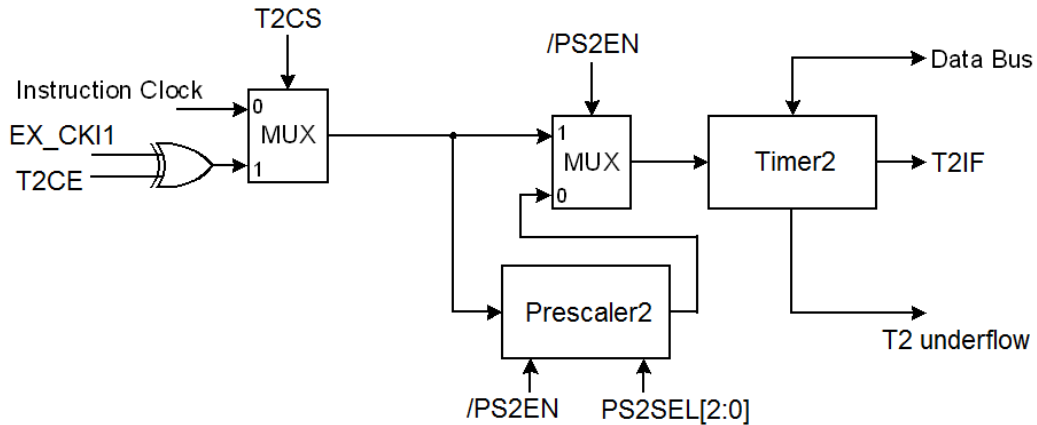 T2CS
/PS2EN
Data Bus
Instruction Clock
0
MUX
1
EX_CKI1
T2CE
1
MUX
0
Timer2
T2IF
Prescaler2
T2 underflow
/PS2EN
PS2SEL[2:0]